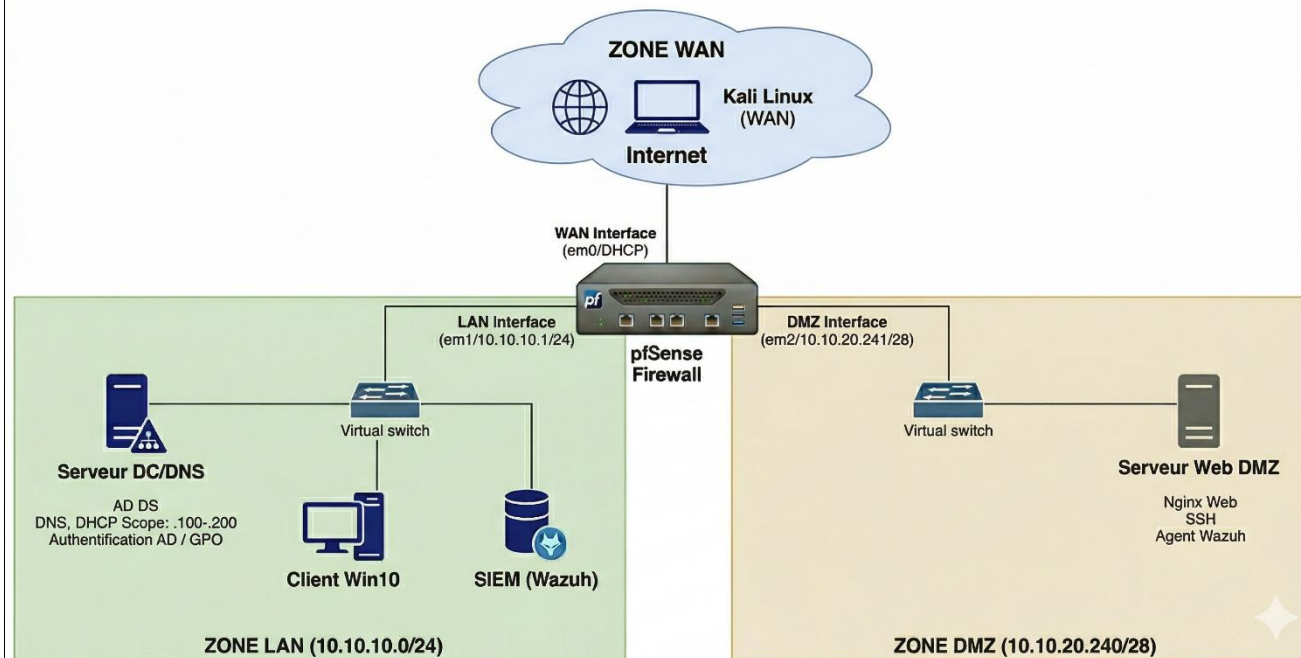 ZONE WAN
Kali Linux
(WAN)
Internet
WAN Interface
(em0/DHCP)
pf
LAN Interface
(em1/10.10.10.1/24)
DMZ Interface
(em2/10.10.20.241/28)
pfSense
Firewall
Virtual switch
Serveur DC/DNS
AD DS
DNS, DHCP Scope: .100-.200
Authentification AD / GPO
Client Win10
SIEM (Wazuh)
ZONE LAN (10.10.10.0/24)
Virtual switch
Serveur Web DMZ
Nginx Web
SSH
Agent Wazuh
ZONE DMZ (10.10.20.240/28)